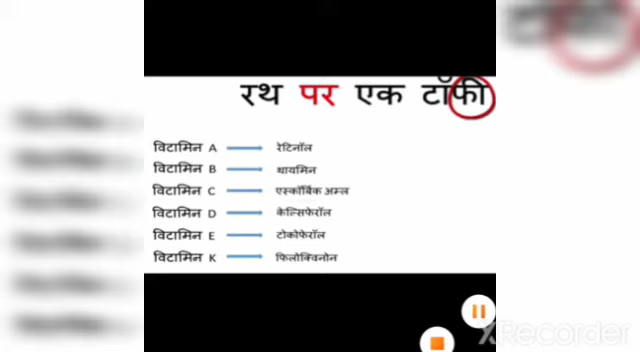 रथ पर एक टॉफी
विटामिन A → रेटिनॉल
विटामिन B → थायमिन
विटामिन C → एस्कॉर्बिक अम्ल
विटामिन D → केल्सिफेरॉल
विटामिन E → टोकोफेरॉल
विटामिन K → फिलोक्विनोन
XRecorder